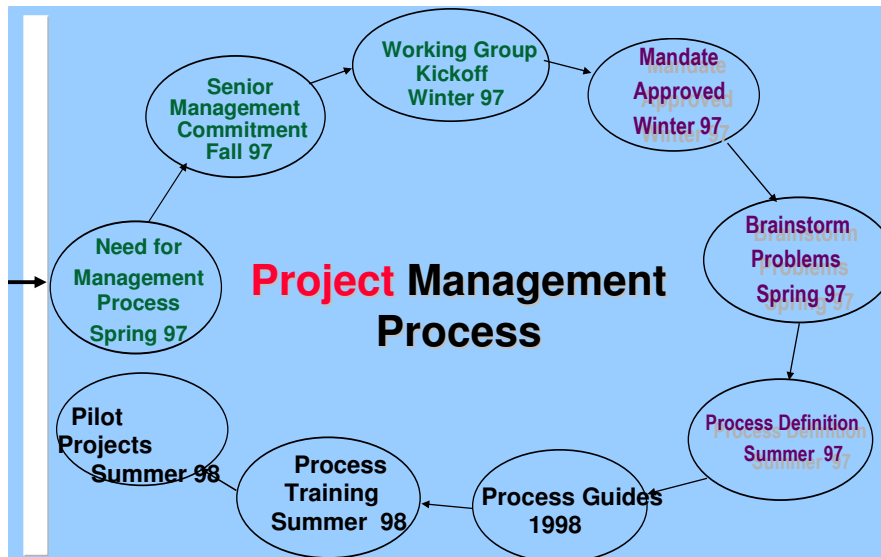 Need for
Management
Process
Spring 97
Senior
Management
Commitment
Fall 97
Working Group
Kickoff
Winter 97
Mandate
Approved
Winter 97
Brainstorm
Problems
Spring 97
Process Definition
Summer 97
Process Guides
1998
Process
Training
Summer 98
Pilot
Projects
Summer 98
Project Management
Process